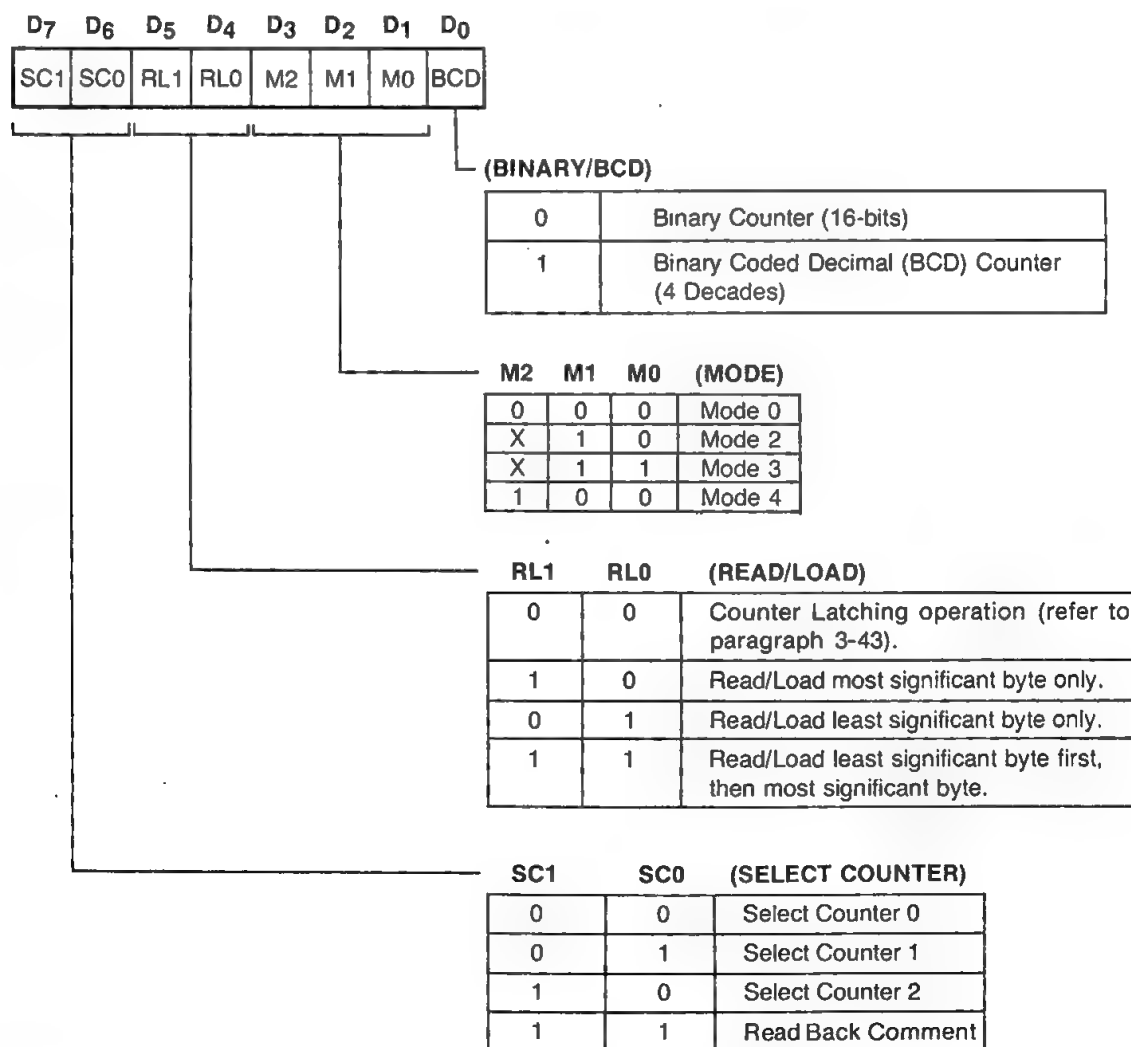 D7 D6 D5 D4 D3 D2 D1 D0
SC1 SC0 RL1 RL0 M2 M1 M0 BCD
(BINARY/BCD)
0 Binary Counter (16-bits)
1 Binary Coded Decimal (BCD) Counter
(4 Decades)
M2 M1 M0 (MODE)
0 0 0 Mode 0
X 1 0 Mode 2
X 1 1 Mode 3
1 0 0 Mode 4
RL1 RL0 (READ/LOAD)
0 0 Counter Latching operation (refer to
paragraph 3-43).
1 0 Read/Load most significant byte only.
0 1 Read/Load least significant byte only.
1 1 Read/Load least significant byte first,
then most significant byte.
SC1 SC0 (SELECT COUNTER)
0 0 Select Counter 0
0 1 Select Counter 1
1 0 Select Counter 2
1 1 Read Back Comment